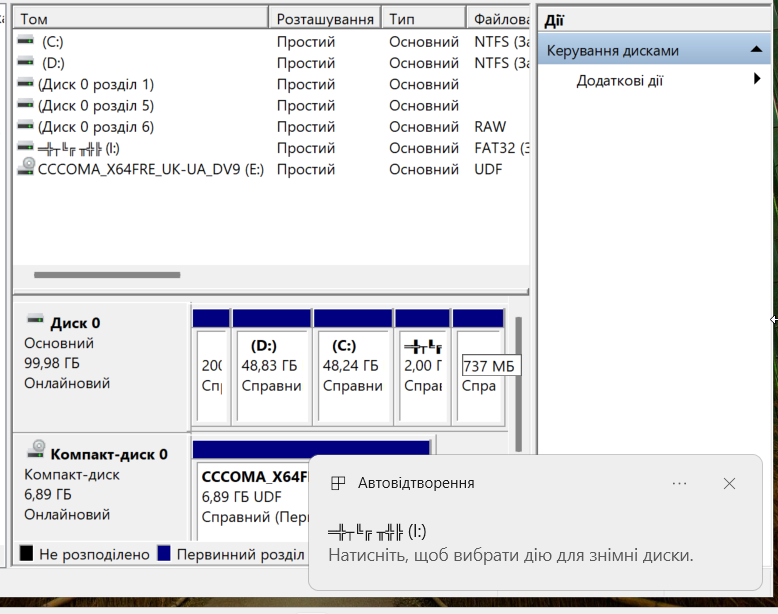 Том Розташування Тип Файлова
(C:) Простий Основний NTFS (За
(D:) Простий Основний NTFS (За
(Диск 0 розділ 1) Простий Основний
(Диск 0 розділ 5) Простий Основний
(Диск 0 розділ 6) Простий Основний RAW
═╬┬╚╔ ╥╬╠ (I:) Простий Основний FAT32 (З
CCCOMA_X64FRE_UK-UA_DV9 (E:) Простий Основний UDF
Дії
Керування дисками
Додаткові дії
Диск 0
Основний
99,98 ГБ
Онлайновий
200
Спр
(D:)
48,83 ГБ
Справни
(C:)
48,24 ГБ
Справни
═╬┬╚╔
2,00 Г
Справ
737 МБ
Спра
Компакт-диск 0
Компакт-диск
6,89 ГБ
Онлайновий
CCCOMA_X64F
6,89 ГБ UDF
Справний (Перв
Не розподілено Первинний розділ
Автовідтворення
═╬┬╚╔ ╥╬╠ (I:)
Натисніть, щоб вибрати дію для знімні диски.